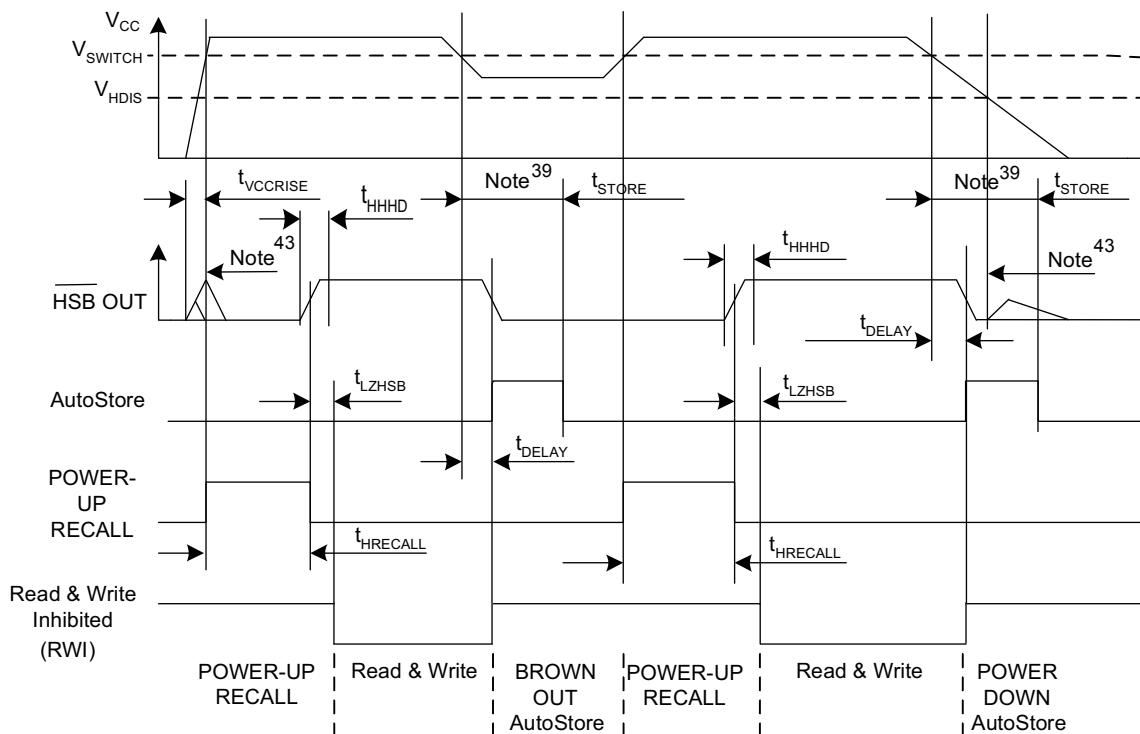 VCC
VSWITCH
VHDIS
tVCCRISE
tHHHD
Note39
tSTORE
Note39
tSTORE
Note43
tHHHD
Note43
HSB OUT
tDELAY
tLZHSB
tLZHSB
AutoStore
tDELAY
POWER-
UP
RECALL
tHRECALL
tHRECALL
Read & Write
Inhibited
(RWI)
POWER-UP
RECALL
Read & Write
BROWN
OUT
AutoStore
POWER-UP
RECALL
Read & Write
POWER
DOWN
AutoStore